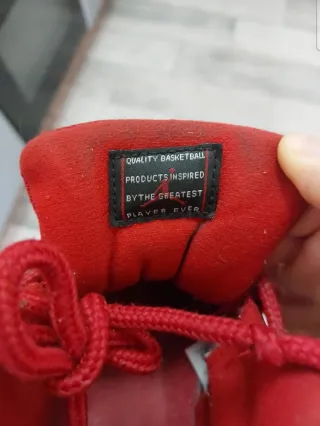 QUALITY BASKETBALL
PRODUCTS INSPIRED
BY THE GREATEST
PLAYER EVER